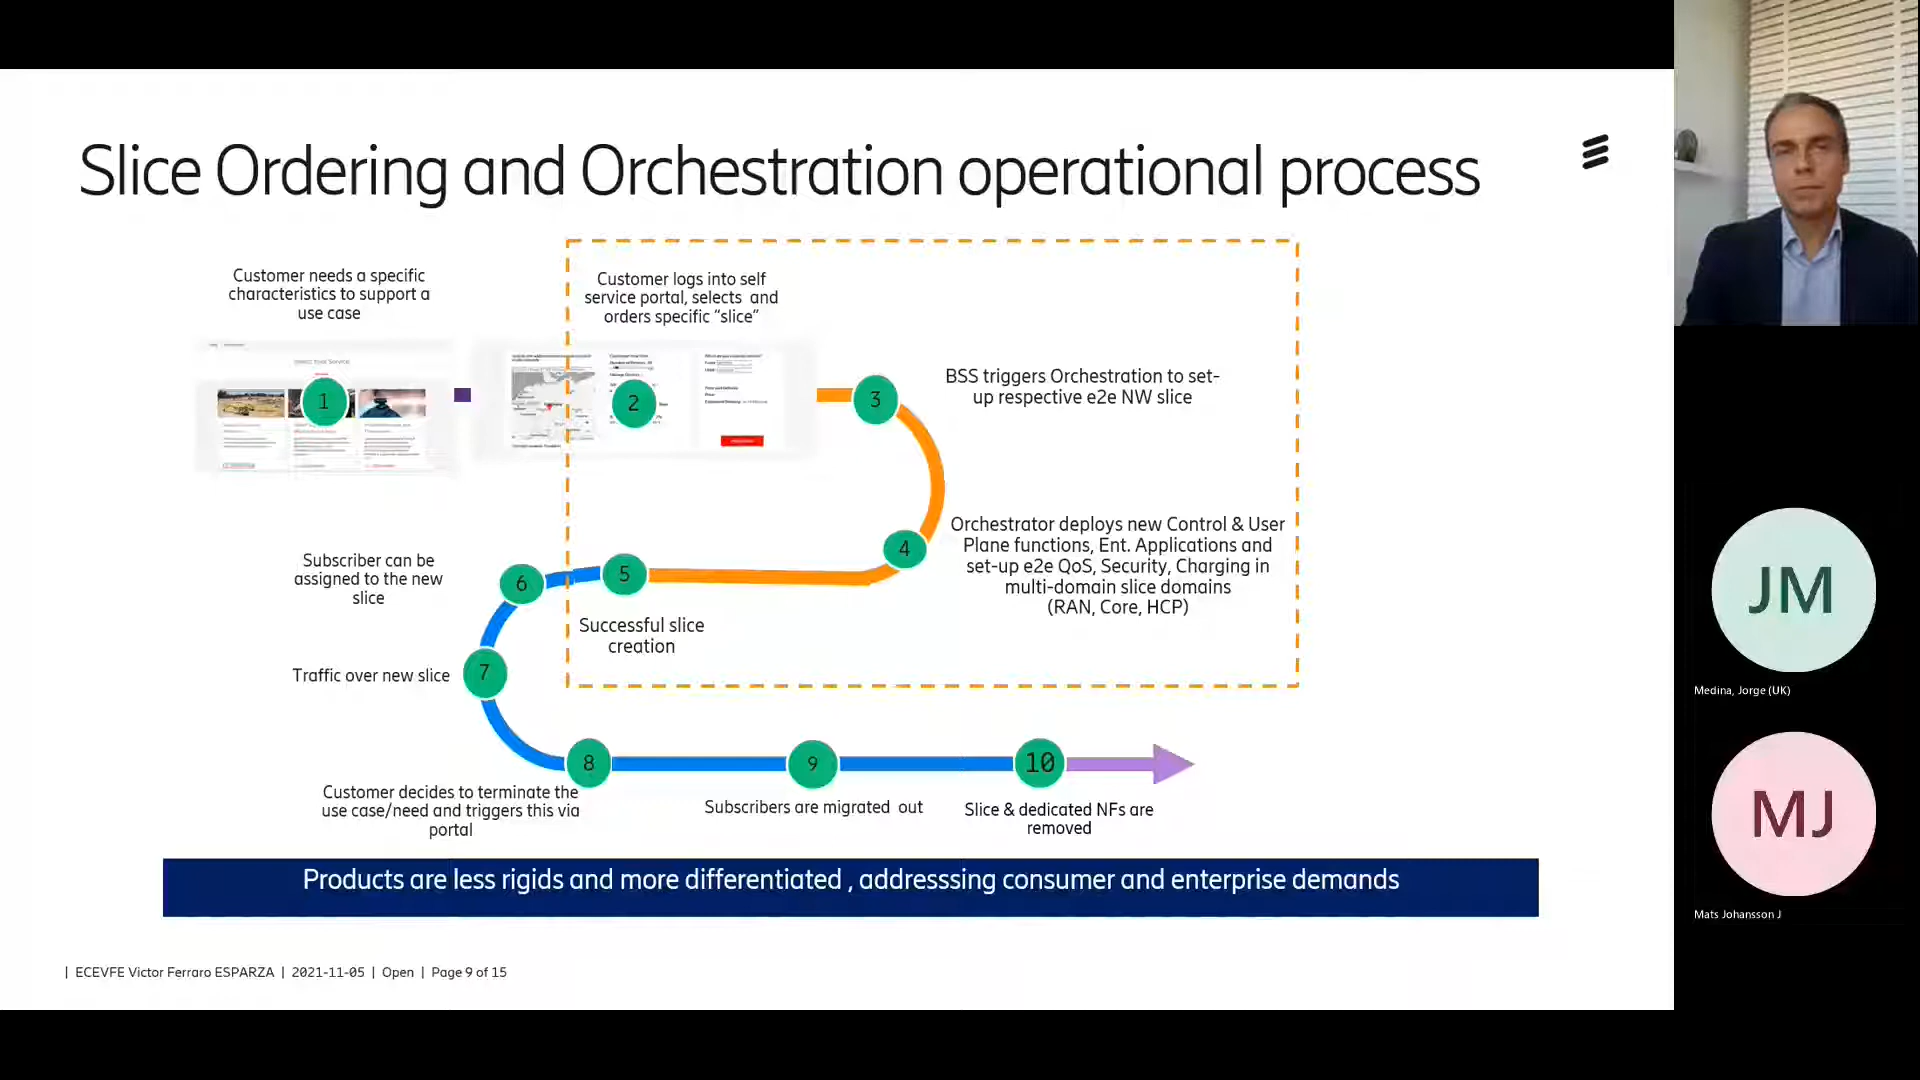 Slice Ordering and Orchestration operational process
Customer needs a specific
characteristics to support a
use case
Customer logs into self
service portal, selects and
orders specific “slice”
1
2
3
BSS triggers Orchestration to set-
up respective e2e NW slice
4
Orchestrator deploys new Control & User
Plane functions, Ent. Applications and
set-up e2e QoS, Security, Charging in
multi-domain slice domains
(RAN, Core, HCP)
5
Successful slice
creation
6
Subscriber can be
assigned to the new
slice
7
Traffic over new slice
8
Customer decides to terminate the
use case/need and triggers this via
portal
9
Subscribers are migrated out
10
Slice & dedicated NFs are
removed
Products are less rigids and more differentiated , addresssing consumer and enterprise demands
| ECEVFE Victor Ferraro ESPARZA | 2021-11-05 | Open | Page 9 of 15
JM
Medina, Jorge (UK)
MJ
Mats Johansson J